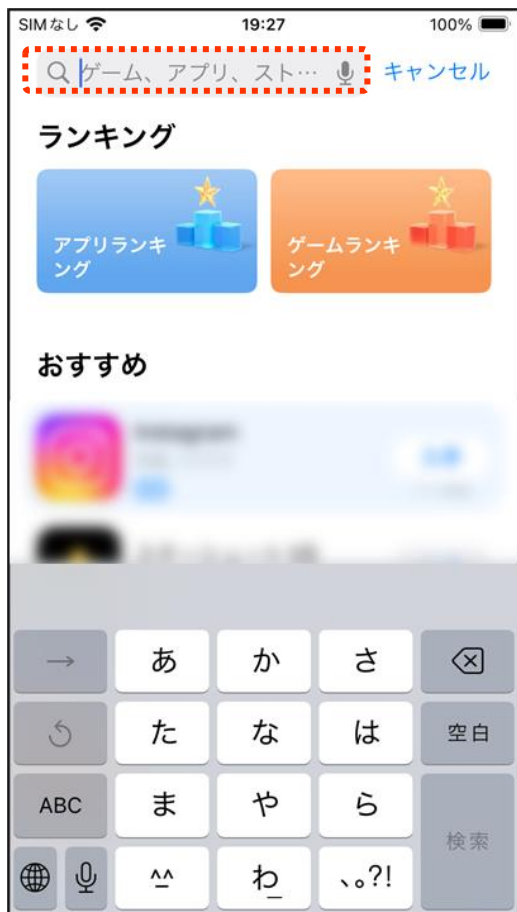 SIMなし 19:27 100%
ゲーム、アプリ、スト… キャンセル
ランキング
アプリランキ
ング
ゲームランキ
ング
おすすめ
Instagram
→ あ か さ
た な は 空白
ABC ま や ら 検索
^^ わ_ 、。?!